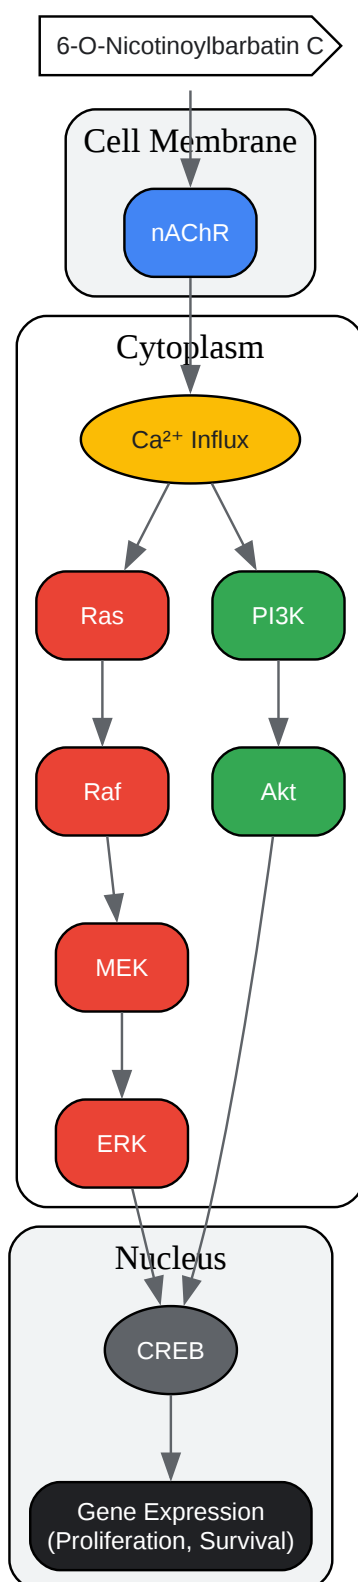 6-O-Nicotinoylbarbatin C
Cell Membrane
nAChR
Cytoplasm
Ca²⁺ Influx
Ras
PI3K
Raf
Akt
MEK
ERK
Nucleus
CREB
Gene Expression
(Proliferation, Survival)